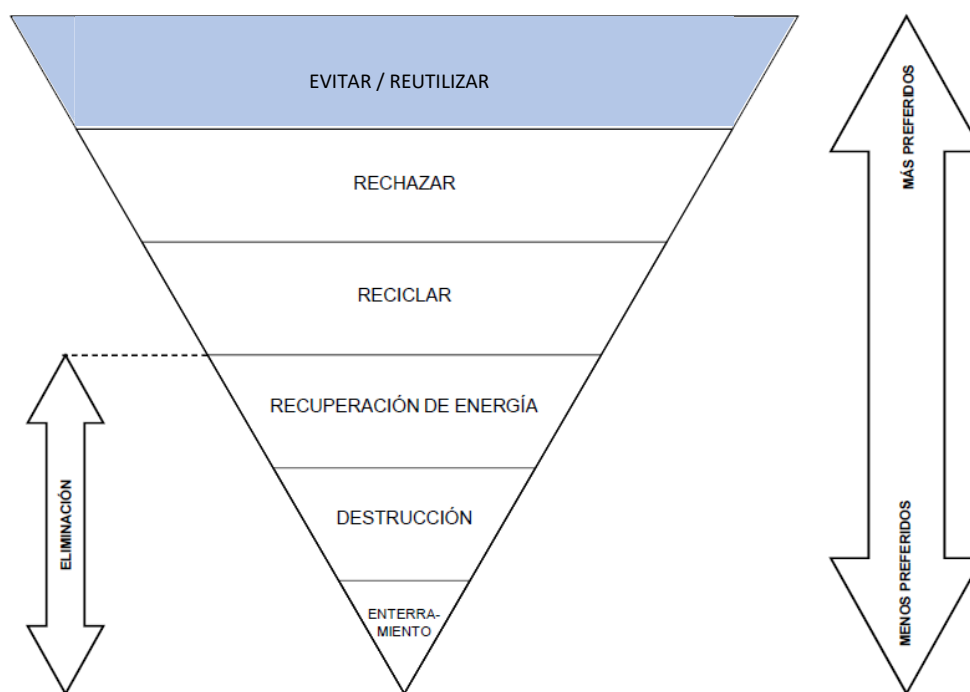 EVITAR / REUTILIZAR
RECHAZAR
RECICLAR
RECUPERACIÓN DE ENERGÍA
DESTRUCCIÓN
ENTERRA-
MIENTO
ELIMINACIÓN
MÁS PREFERIDOS
MENOS PREFERIDOS